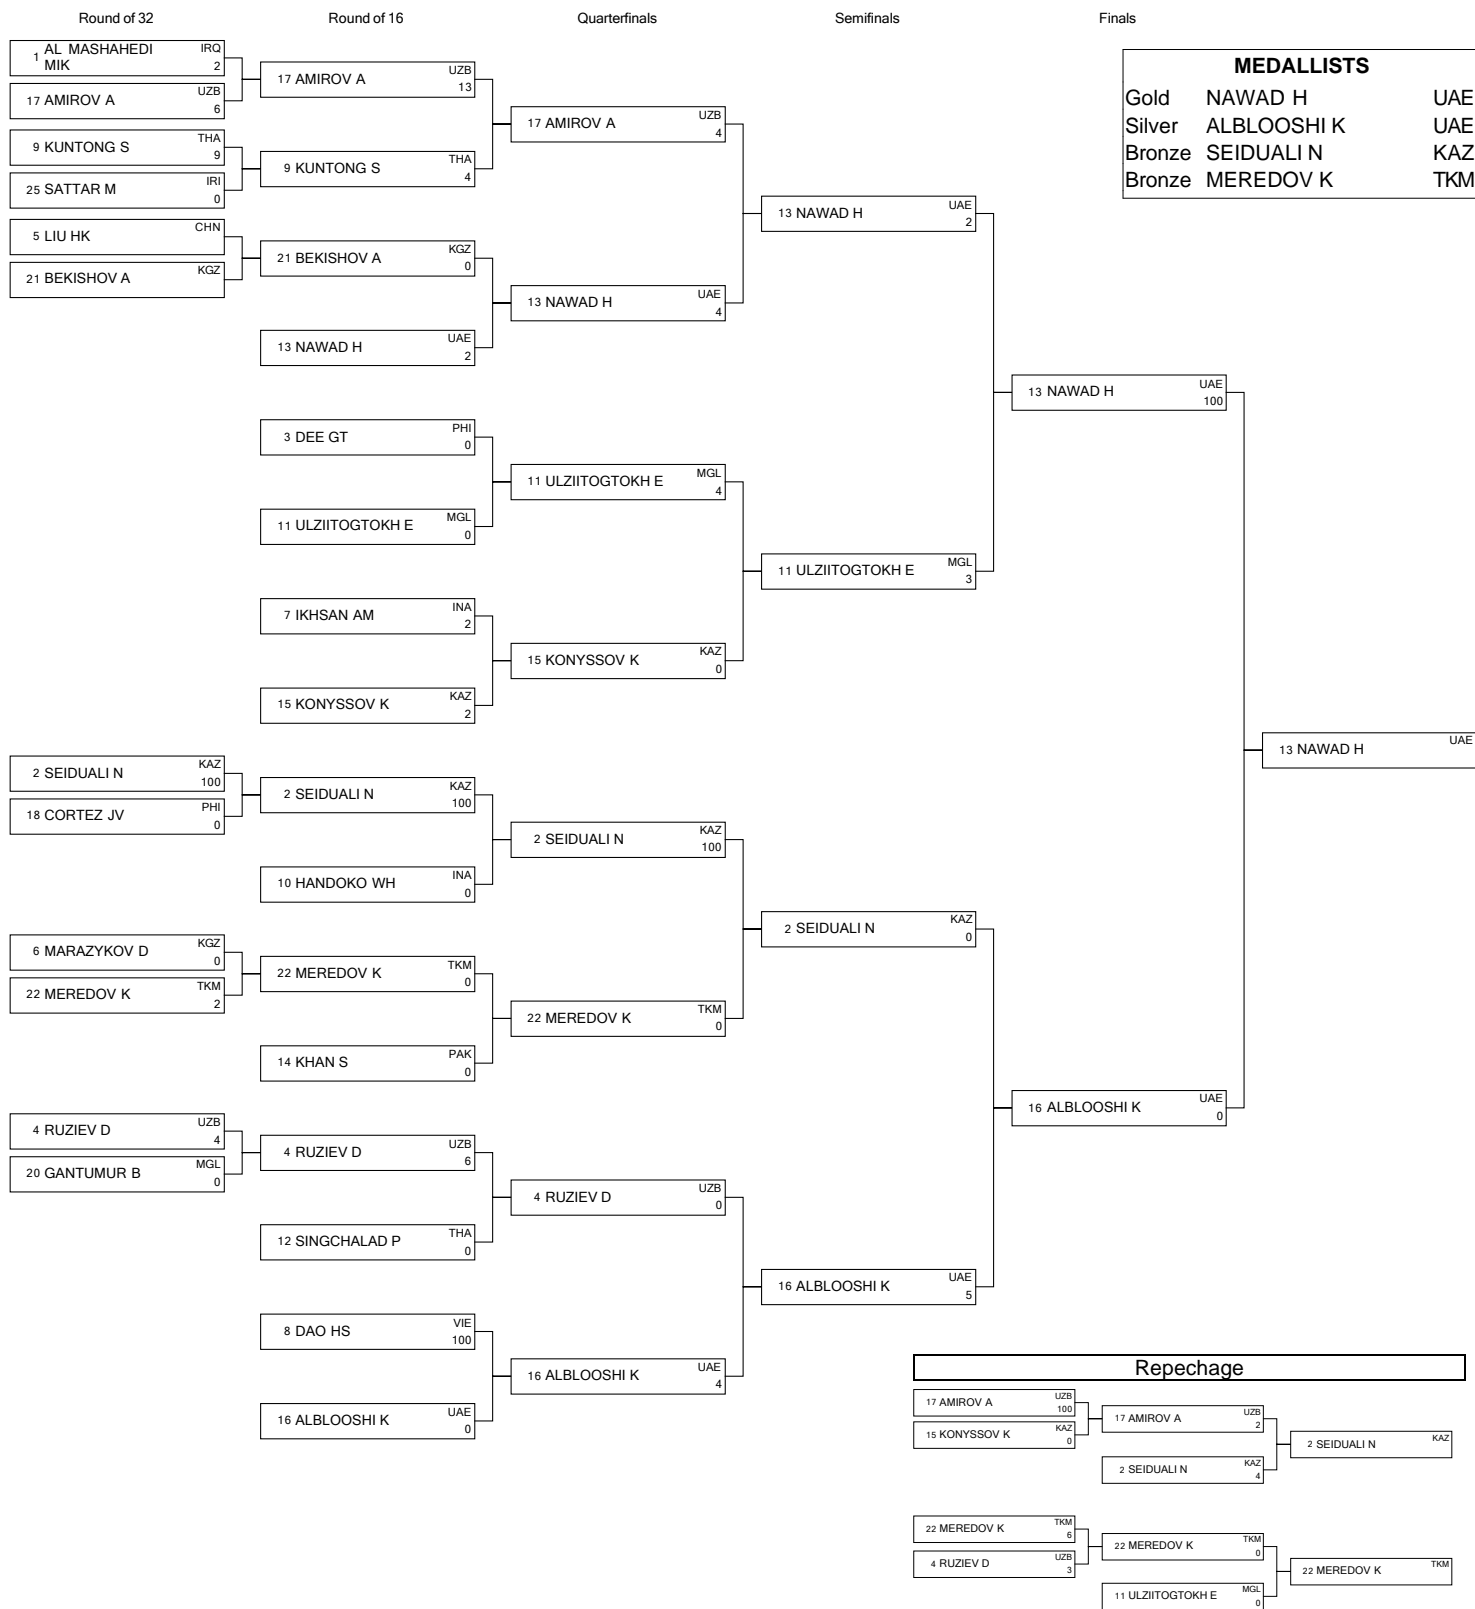 Round of 32
Round of 16
Quarterfinals
Semifinals
Finals
MEDALLISTS
Gold NAWAD H UAE
Silver ALBLOOSHI K UAE
Bronze SEIDUALI N KAZ
Bronze MEREDOV K TKM
1 AL MASHAHEDI IRQ
MIK 2
17 AMIROV A UZB
6
9 KUNTONG S THA
9
25 SATTAR M IRI
0
5 LIU HK CHN
21 BEKISHOV A KGZ
2 SEIDUALI N KAZ
100
18 CORTEZ JV PHI
0
6 MARAZYKOV D KGZ
0
22 MEREDOV K TKM
2
4 RUZIEV D UZB
4
20 GANTUMUR B MGL
0
17 AMIROV A UZB
13
9 KUNTONG S THA
4
21 BEKISHOV A KGZ
0
13 NAWAD H UAE
2
3 DEE GT PHI
0
11 ULZIITOGTOKH E MGL
0
7 IKHSAN AM INA
2
15 KONYSSOV K KAZ
2
2 SEIDUALI N KAZ
100
10 HANDOKO WH INA
0
22 MEREDOV K TKM
0
14 KHAN S PAK
0
4 RUZIEV D UZB
6
12 SINGCHALAD P THA
0
8 DAO HS VIE
100
16 ALBLOOSHI K UAE
0
17 AMIROV A UZB
4
13 NAWAD H UAE
4
11 ULZIITOGTOKH E MGL
4
15 KONYSSOV K KAZ
0
2 SEIDUALI N KAZ
100
22 MEREDOV K TKM
0
4 RUZIEV D UZB
0
16 ALBLOOSHI K UAE
4
13 NAWAD H UAE
2
11 ULZIITOGTOKH E MGL
3
2 SEIDUALI N KAZ
0
16 ALBLOOSHI K UAE
5
13 NAWAD H UAE
100
16 ALBLOOSHI K UAE
0
13 NAWAD H UAE
Repechage
17 AMIROV A UZB
100
15 KONYSSOV K KAZ
0
17 AMIROV A UZB
2
2 SEIDUALI N KAZ
4
2 SEIDUALI N KAZ
22 MEREDOV K TKM
6
4 RUZIEV D UZB
3
22 MEREDOV K TKM
0
11 ULZIITOGTOKH E MGL
0
22 MEREDOV K TKM